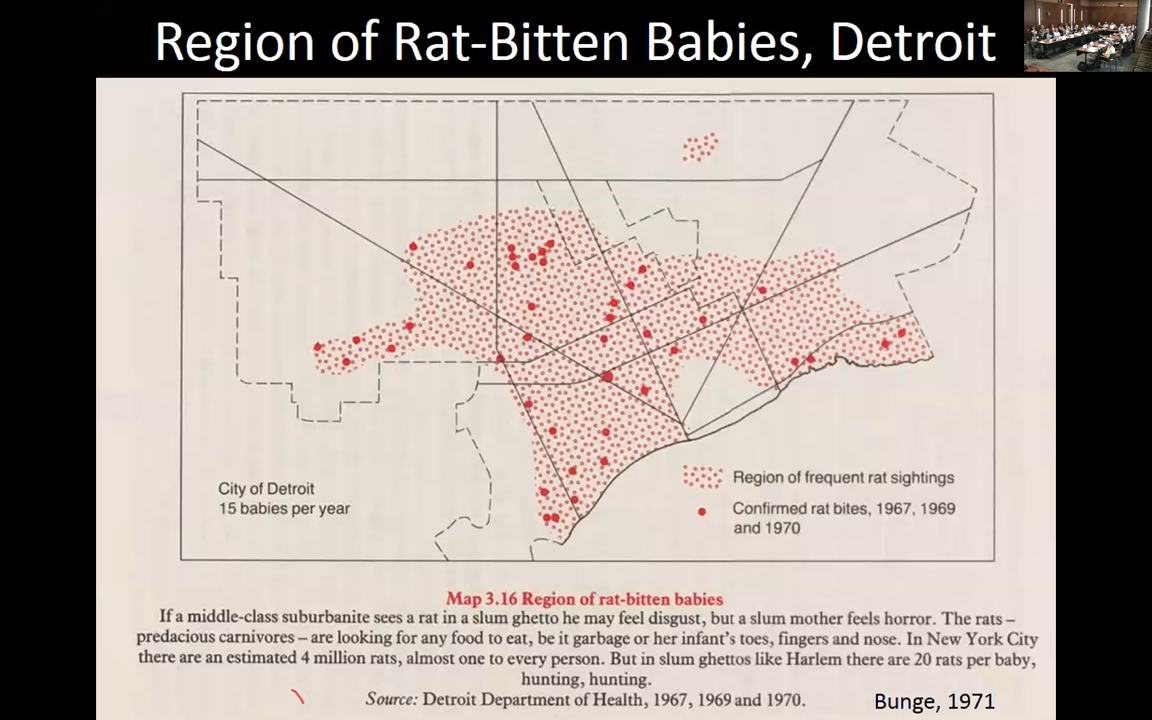 Region of Rat-Bitten Babies, Detroit
City of Detroit
15 babies per year
Region of frequent rat sightings
Confirmed rat bites, 1967, 1969
and 1970
Map 3.16 Region of rat-bitten babies
If a middle-class suburbanite sees a rat in a slum ghetto he may feel disgust, but a slum mother feels horror. The rats –
predacious carnivores – are looking for any food to eat, be it garbage or her infant's toes, fingers and nose. In New York City
there are an estimated 4 million rats, almost one to every person. But in slum ghettos like Harlem there are 20 rats per baby,
hunting, hunting.
Source: Detroit Department of Health, 1967, 1969 and 1970.
Bunge, 1971